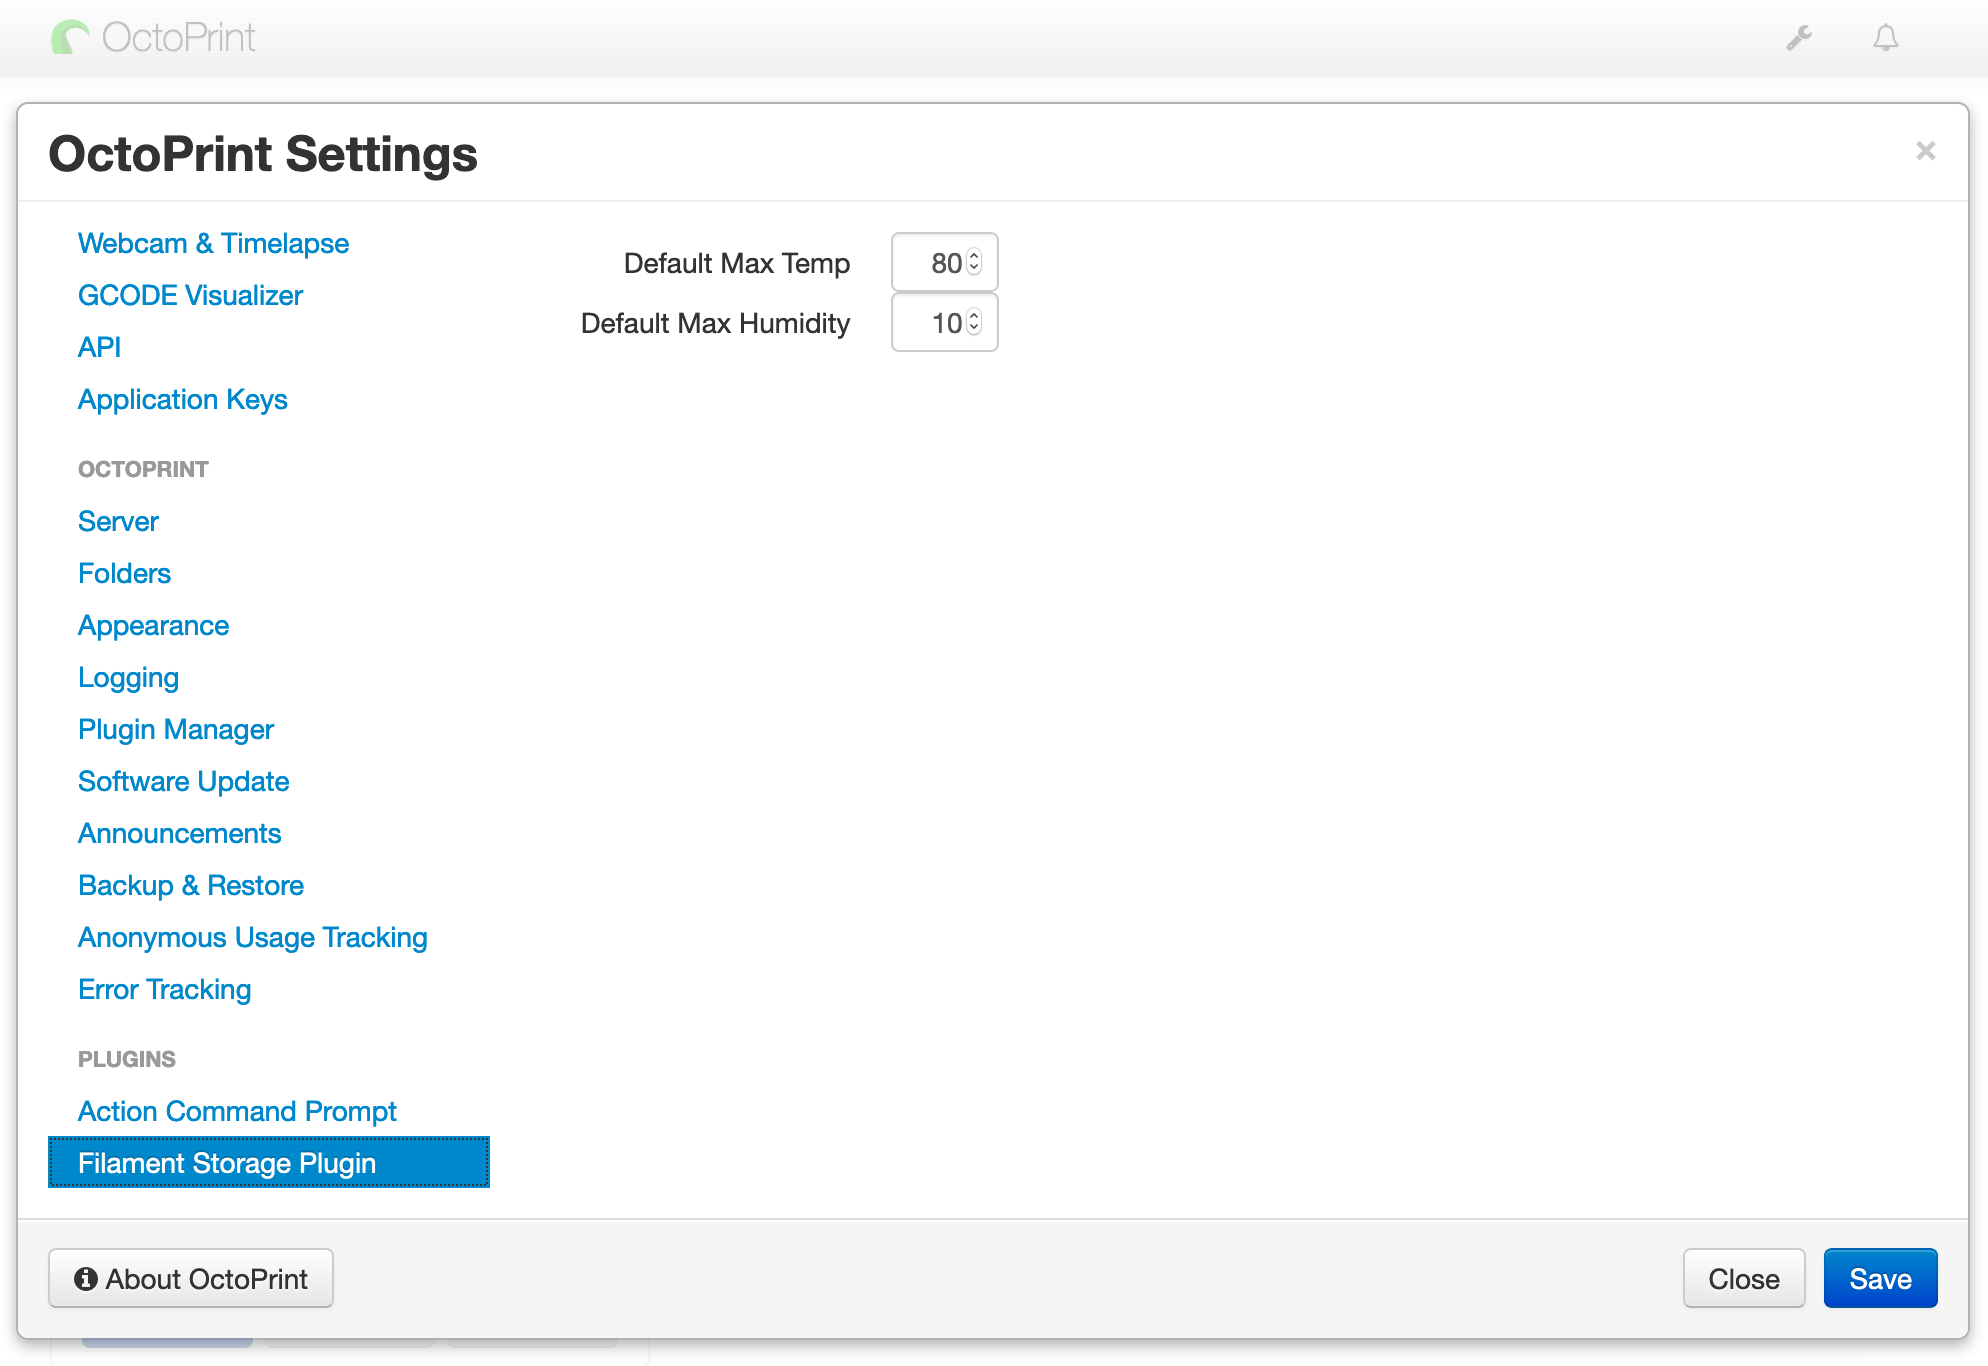 OctoPrint
OctoPrint Settings
×
Webcam & Timelapse
GCODE Visualizer
API
Application Keys
OCTOPRINT
Server
Folders
Appearance
Logging
Plugin Manager
Software Update
Announcements
Backup & Restore
Anonymous Usage Tracking
Error Tracking
PLUGINS
Action Command Prompt
Filament Storage Plugin
Default Max Temp 80
Default Max Humidity 10
About OctoPrint
Close
Save